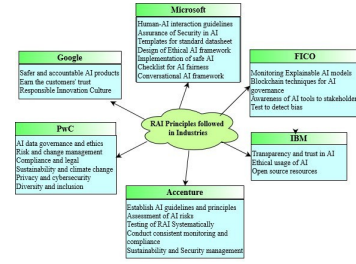 Microsoft
Human-AI interaction guidelines
Assurance of Security in AI
Templates for standard dataset
Design of Ethical AI framework
Implementation of safe AI
Checklist for AI fairness
Conversational AI framework
Google
Safer and accountable AI products
Earn the customers' trust
Responsible Innovation Culture
FICO
Monitoring Explainable AI models
Blockchain techniques for AI
governance
Awareness of AI tools to stakeholder
Test to detect bias
RAI Principles followed
in Industries
PwC
AI data governance and ethics
Risk and change management
Compliance and legal
Sustainability and climate change
Privacy and cybersecurity
Diversity and inclusion
IBM
Transparency and trust in AI
Ethical usage of AI
Open source resources
Accenture
Establish AI guidelines and principles
Assessment of AI risks
Testing of RAI Systematically
Conduct consistent monitoring and
compliance
Sustainability and Security management